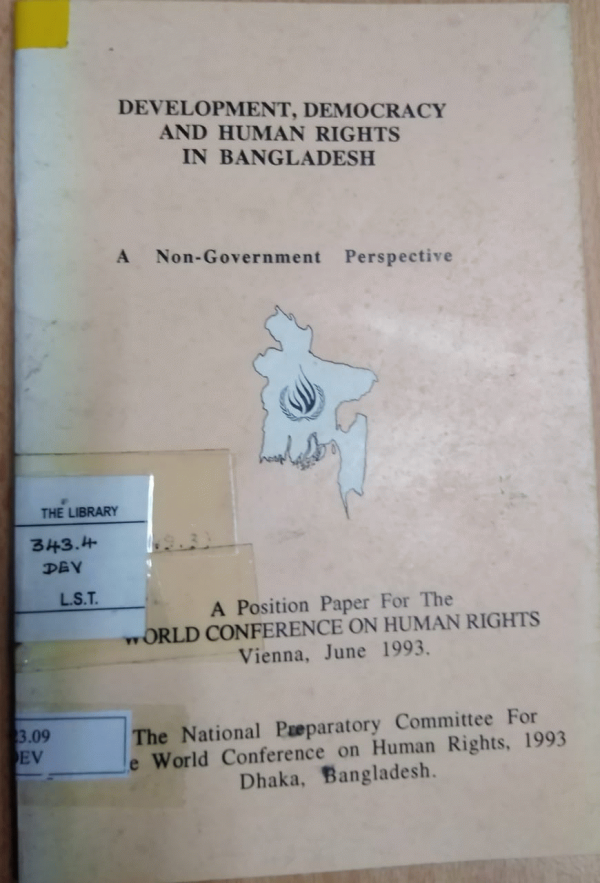 DEVELOPMENT, DEMOCRACY
AND HUMAN RIGHTS
IN BANGLADESH
A Non-Government Perspective
THE LIBRARY
343.4
DEV
L.S.T.
A Position Paper For The
WORLD CONFERENCE ON HUMAN RIGHTS
Vienna, June 1993.
23.09
DEV
The National Preparatory Committee For
e World Conference on Human Rights, 1993
Dhaka, Bangladesh.